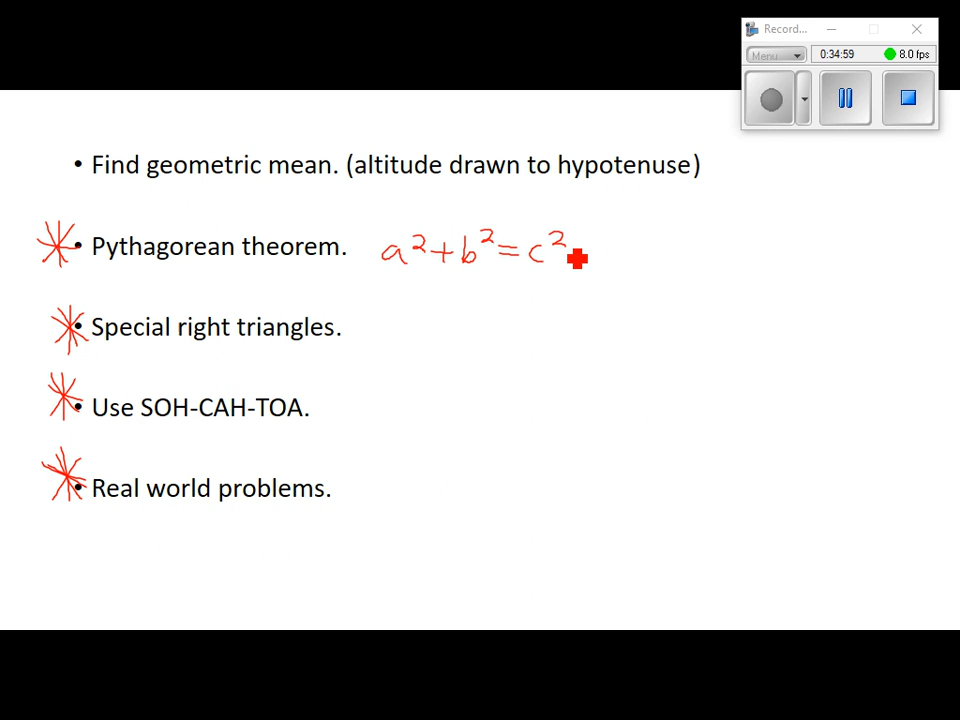 Record...
Menu
0:34:59
8.0 fps
• Find geometric mean. (altitude drawn to hypotenuse)
• Pythagorean theorem. a²+b²=c²
• Special right triangles.
• Use SOH-CAH-TOA.
• Real world problems.